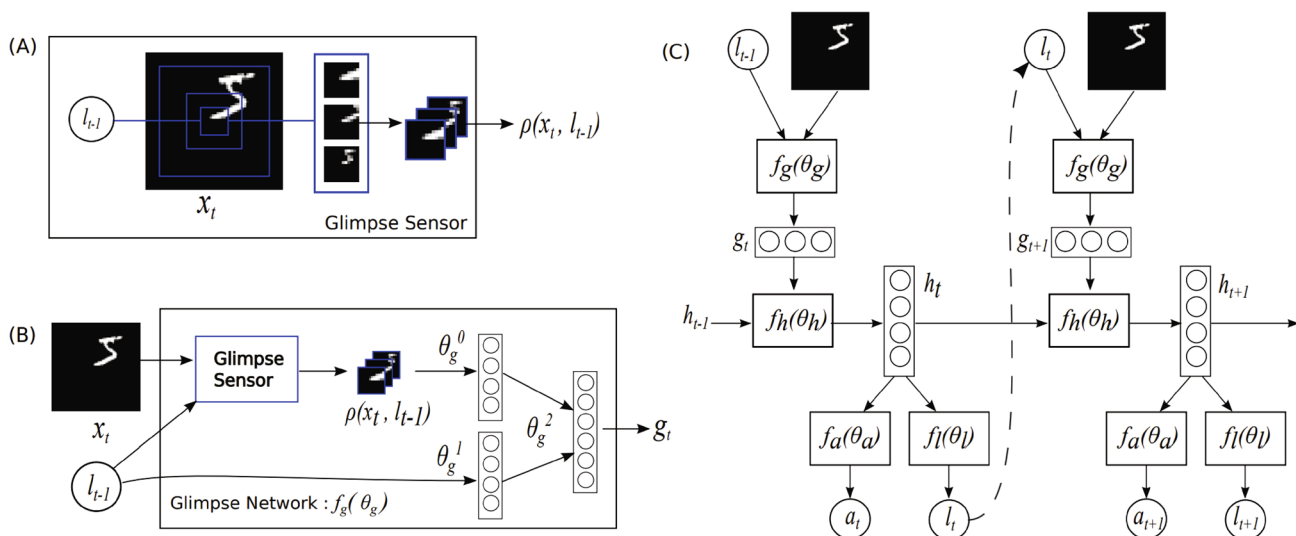 (A)
l_{t-1}
x_t
ρ(x_t, l_{t-1})
Glimpse Sensor
(B)
x_t
l_{t-1}
Glimpse
Sensor
ρ(x_t, l_{t-1})
θ_g^0
θ_g^1
θ_g^2
g_t
Glimpse Network : f_g(θ_g)
(C)
l_{t-1}
l_t
f_g(θ_g)
f_g(θ_g)
g_t
g_{t+1}
h_{t-1}
f_h(θ_h)
h_t
f_h(θ_h)
h_{t+1}
f_a(θ_a)
f_l(θ_l)
f_a(θ_a)
f_l(θ_l)
a_t
l_t
a_{t+1}
l_{t+1}